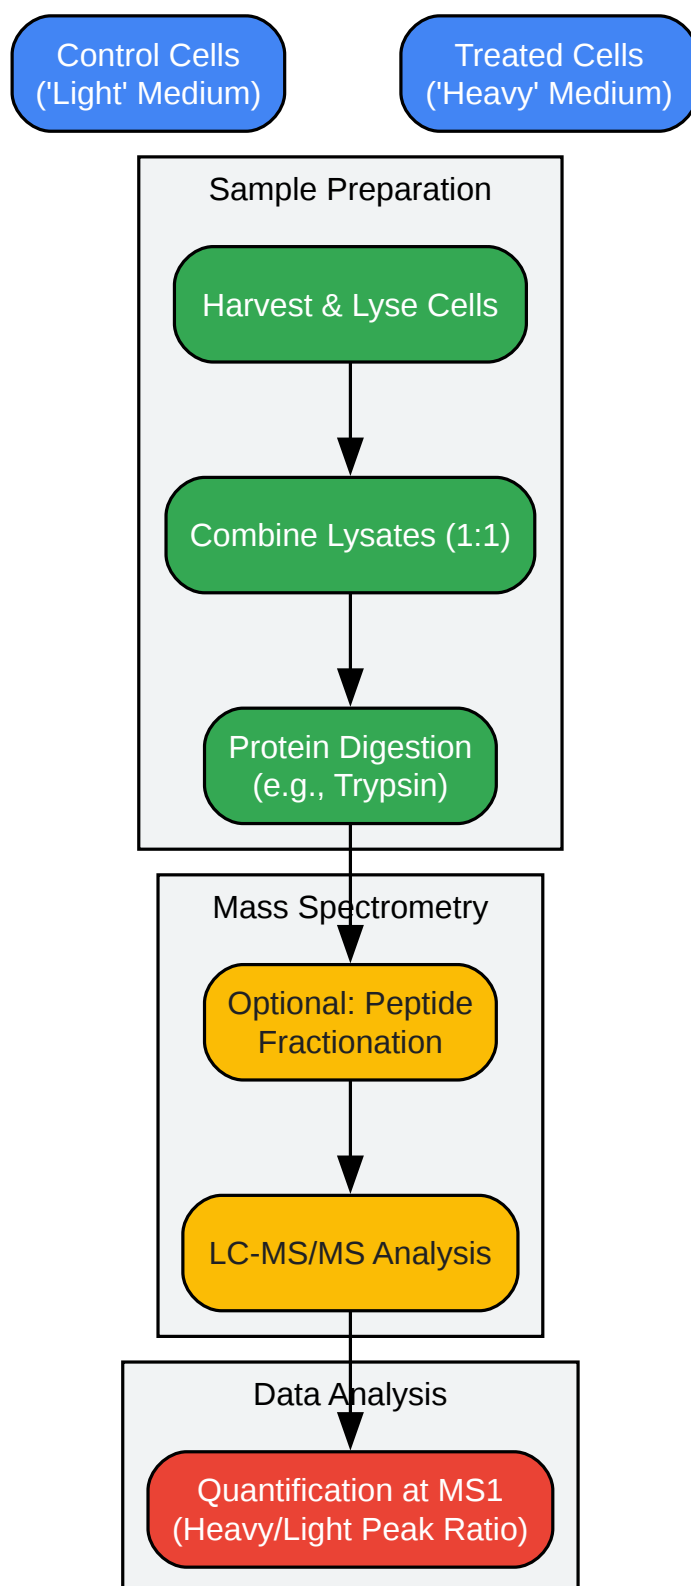 Control Cells
('Light' Medium)
Treated Cells
('Heavy' Medium)
Sample Preparation
Harvest & Lyse Cells
Combine Lysates (1:1)
Protein Digestion
(e.g., Trypsin)
Mass Spectrometry
Optional: Peptide
Fractionation
LC-MS/MS Analysis
Data Analysis
Quantification at MS1
(Heavy/Light Peak Ratio)